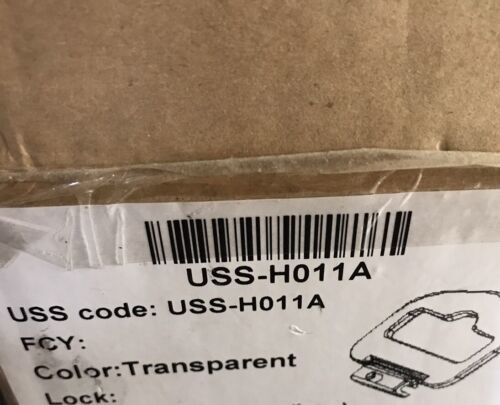 USS-H011A
USS code: USS-H011A
FCY:
Color:Transparent
Lock: